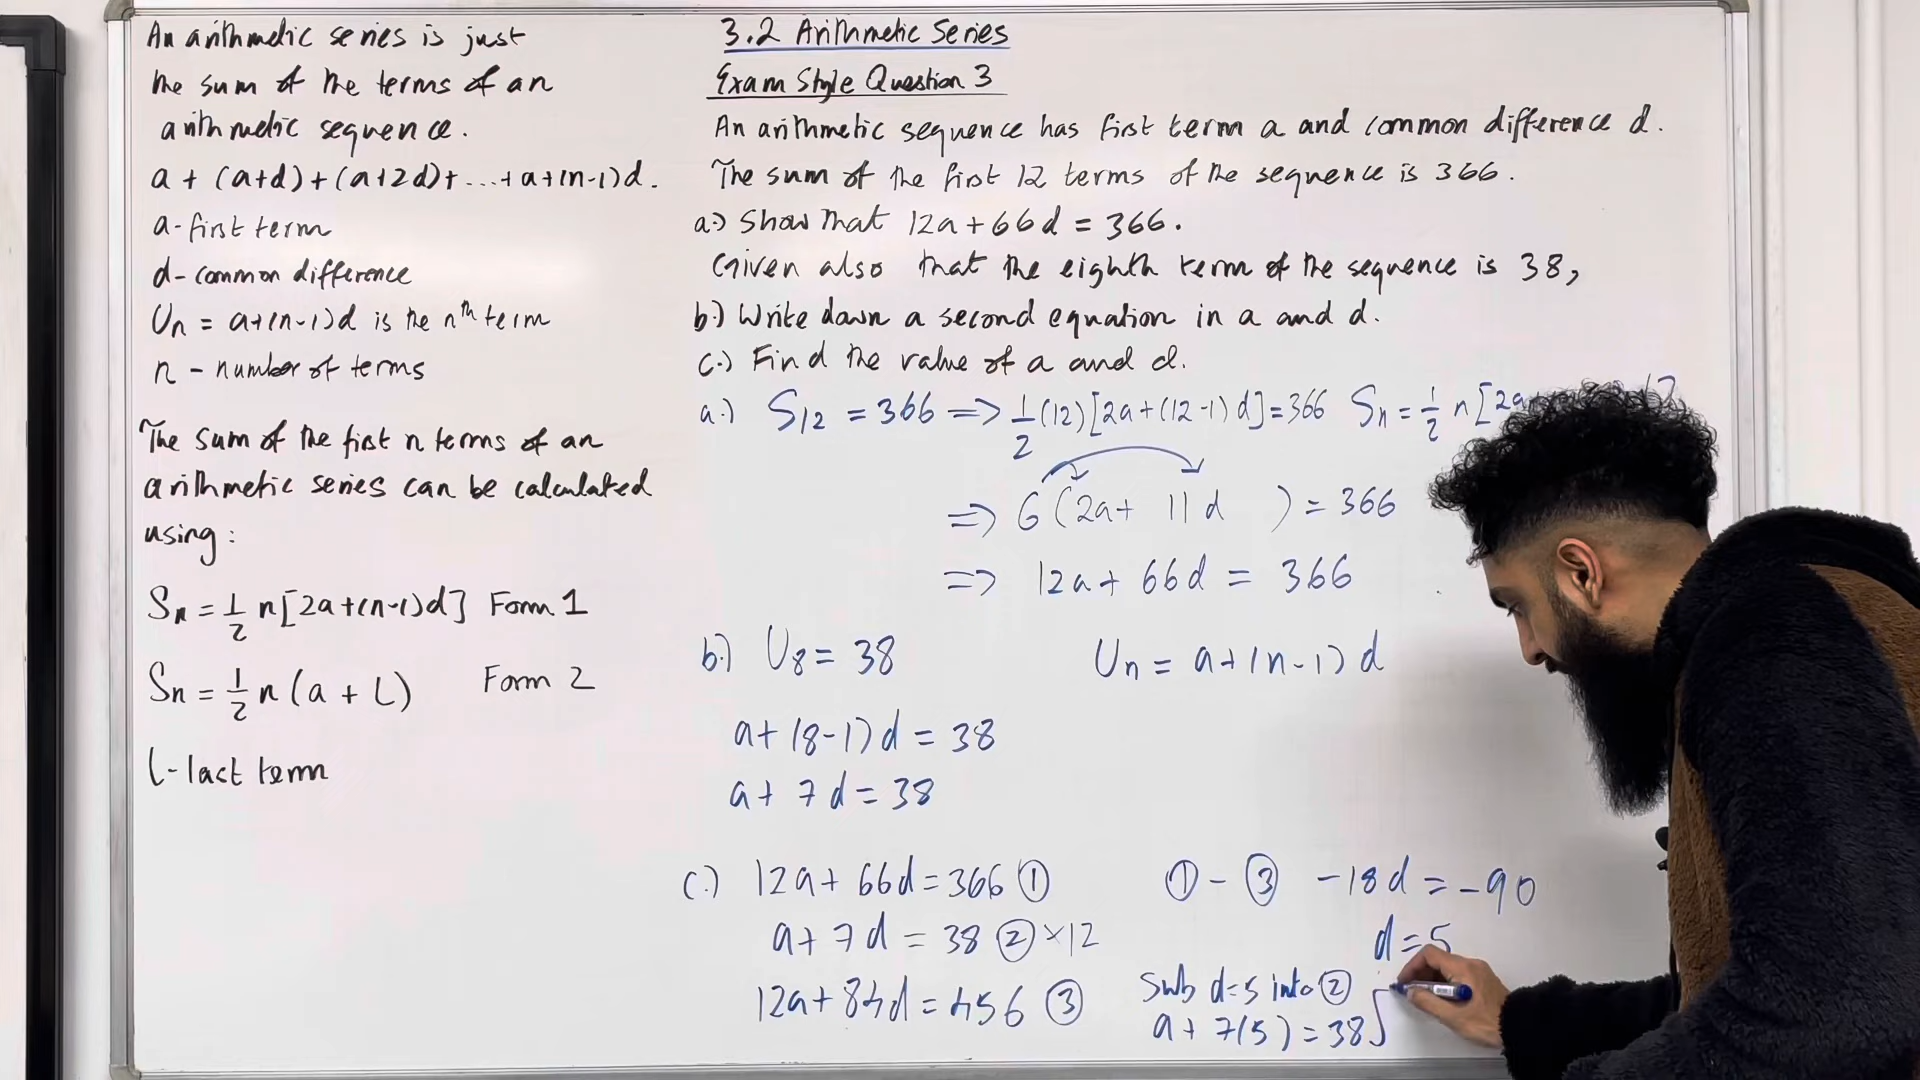 An arithmetic series is just
the sum of the terms of an
arithmetic sequence.
a + (a+d)+(a+2d)+...+a+(n-1)d.
a-first term
d-common difference
Un = a+(n-1)d is the nth term
n - number of terms
The sum of the first n terms of an
arithmetic series can be calculated
using:
Sn = 1/2 n[2a+(n-1)d] Form 1
Sn = 1/2 n (a + L) Form 2
L-last term
3.2 Arithmetic Series
Exam Style Question 3
An arithmetic sequence has first term a and common difference d.
The sum of the first 12 terms of the sequence is 366.
a.) Show that 12a+66d = 366.
Given also that the eighth term of the sequence is 38,
b.) Write down a second equation in a and d.
c.) Find the value of a and d.
a.) S12 = 366 => 1/2 (12)[2a+(12-1)d]=366 Sn = 1/2 n[2a
=> 6(2a+ 11d ) = 366
=> 12a+ 66d = 366
b.) U8 = 38 Un = a+(n-1)d
a+(8-1)d = 38
a+ 7d = 38
c.) 12a+ 66d = 366 ① ① - ③ -18d = -90
a+ 7d = 38 ② ×12 d = 5
12a+ 84d = 456 ③ Sub d=5 into ②
a + 7(5) = 38